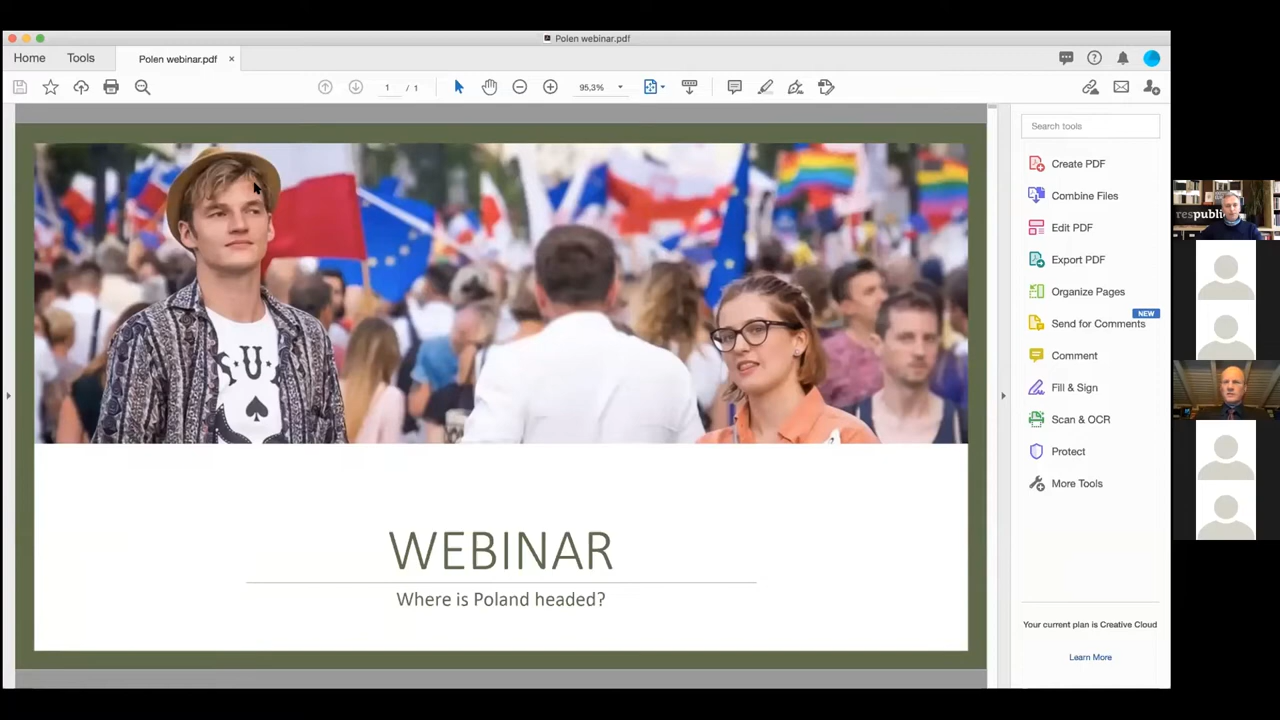 Polen webinar.pdf
Home
Tools
Polen webinar.pdf
1 / 1
95,3%
Search tools
Create PDF
Combine Files
Edit PDF
Export PDF
Organize Pages
NEW
Send for Comments
Comment
Fill & Sign
Scan & OCR
Protect
More Tools
Your current plan is Creative Cloud
Learn More
WEBINAR
Where is Poland headed?